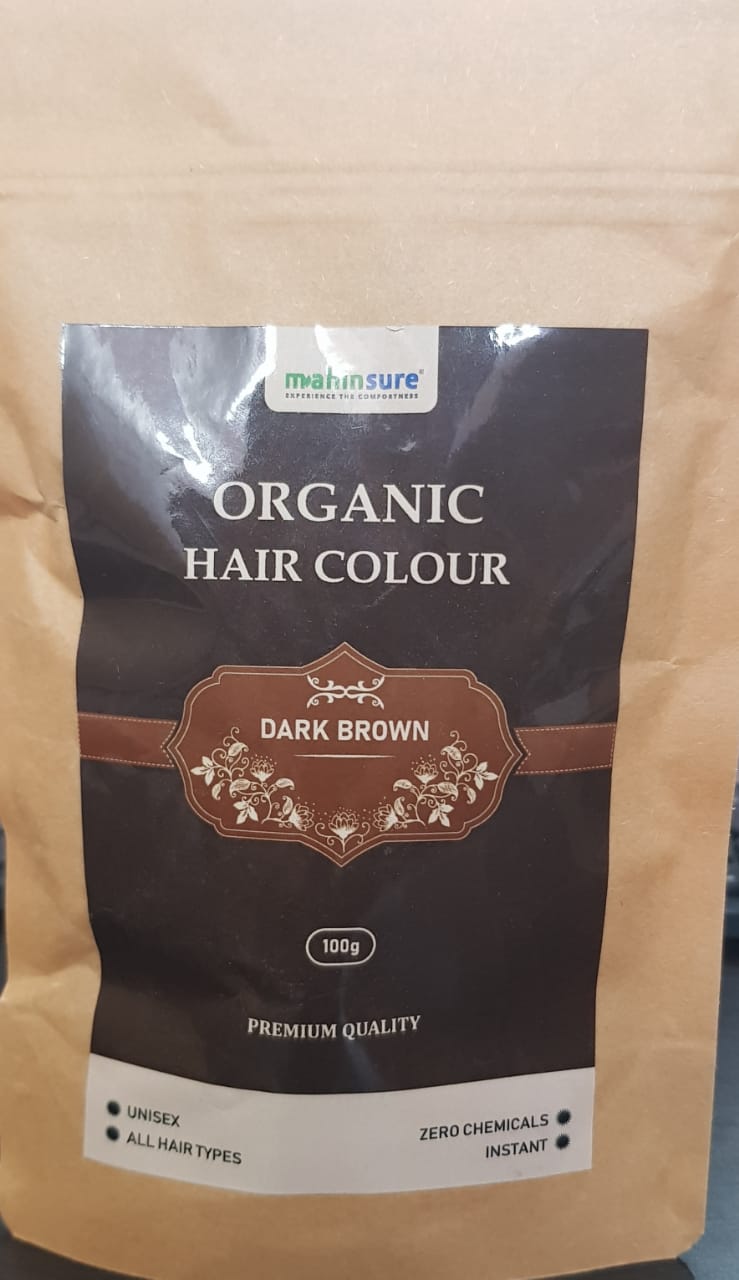 mahinsure®
EXPERIENCE THE COMFORTNESS
ORGANIC
HAIR COLOUR
DARK BROWN
100g
PREMIUM QUALITY
UNISEX
ALL HAIR TYPES
ZERO CHEMICALS
INSTANT